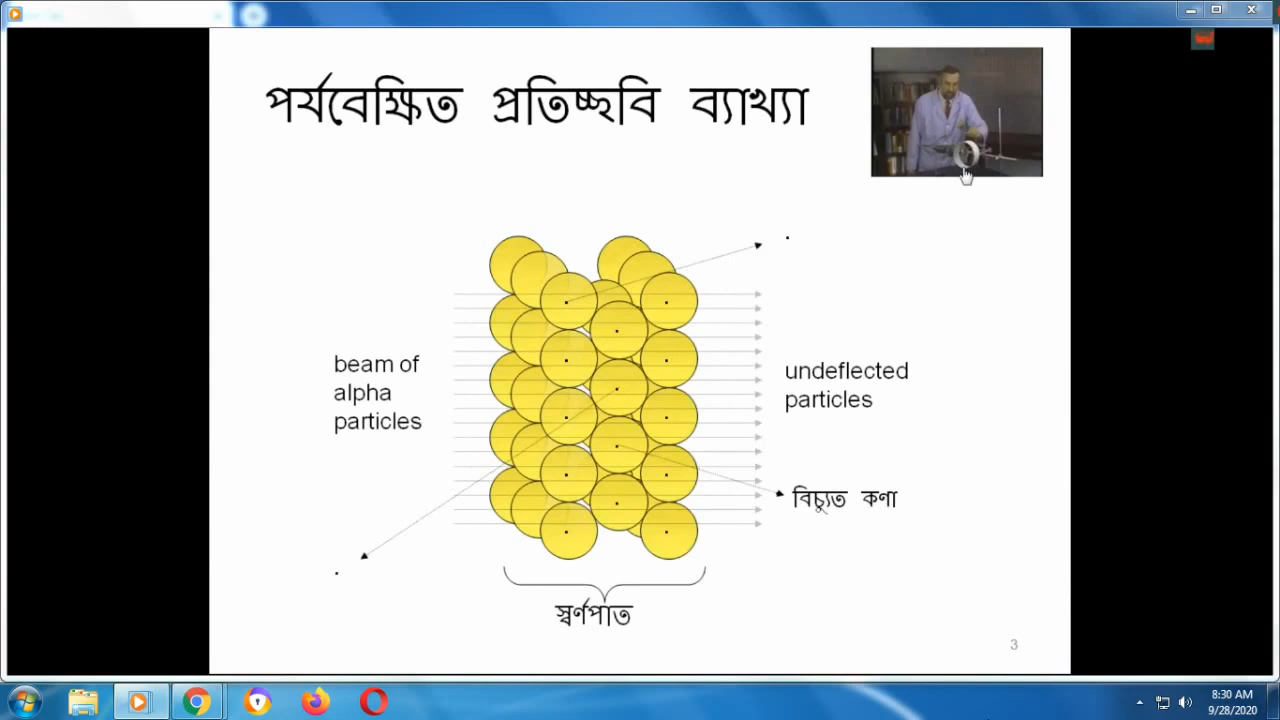 পর্যবেক্ষিত প্রতিচ্ছবি ব্যাখ্যা
beam of
alpha
particles
undeflected
particles
বিচ্যুত কণা
স্বর্ণপাত
3
8:30 AM
9/28/2020